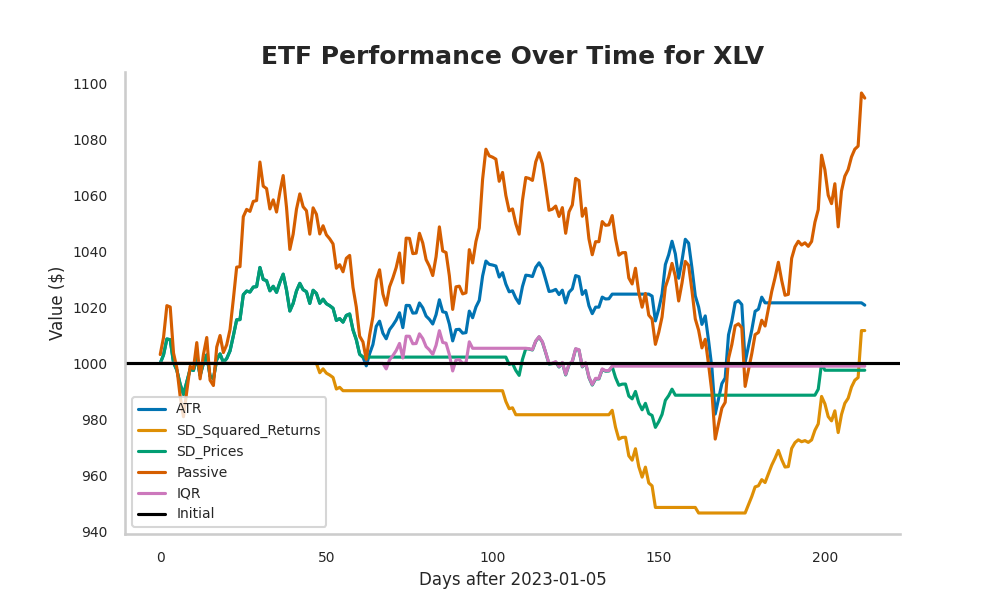 ETF Performance Over Time for XLV
Value ($)
1100
1080
1060
1040
1020
1000
980
960
940
ATR
SD_Squared_Returns
SD_Prices
Passive
IQR
Initial
0 50 100 150 200
Days after 2023-01-05